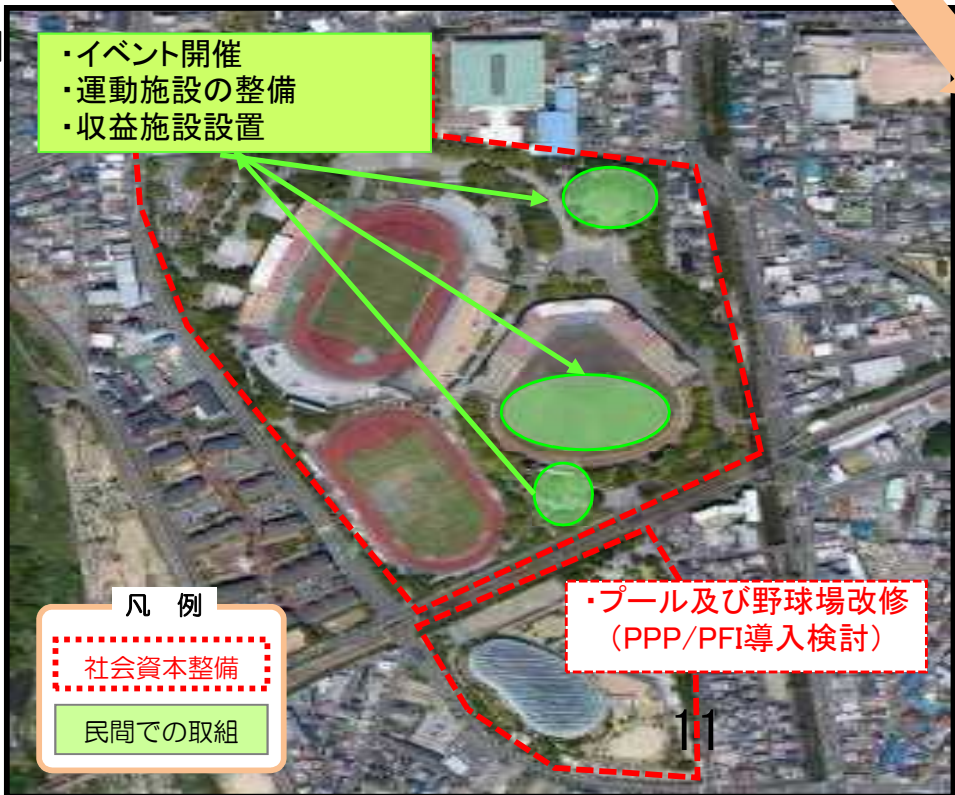 ・イベント開催
・運動施設の整備
・収益施設設置
・プール及び野球場改修
（PPP/PFI導入検討）
凡　例
社会資本整備
民間での取組
11